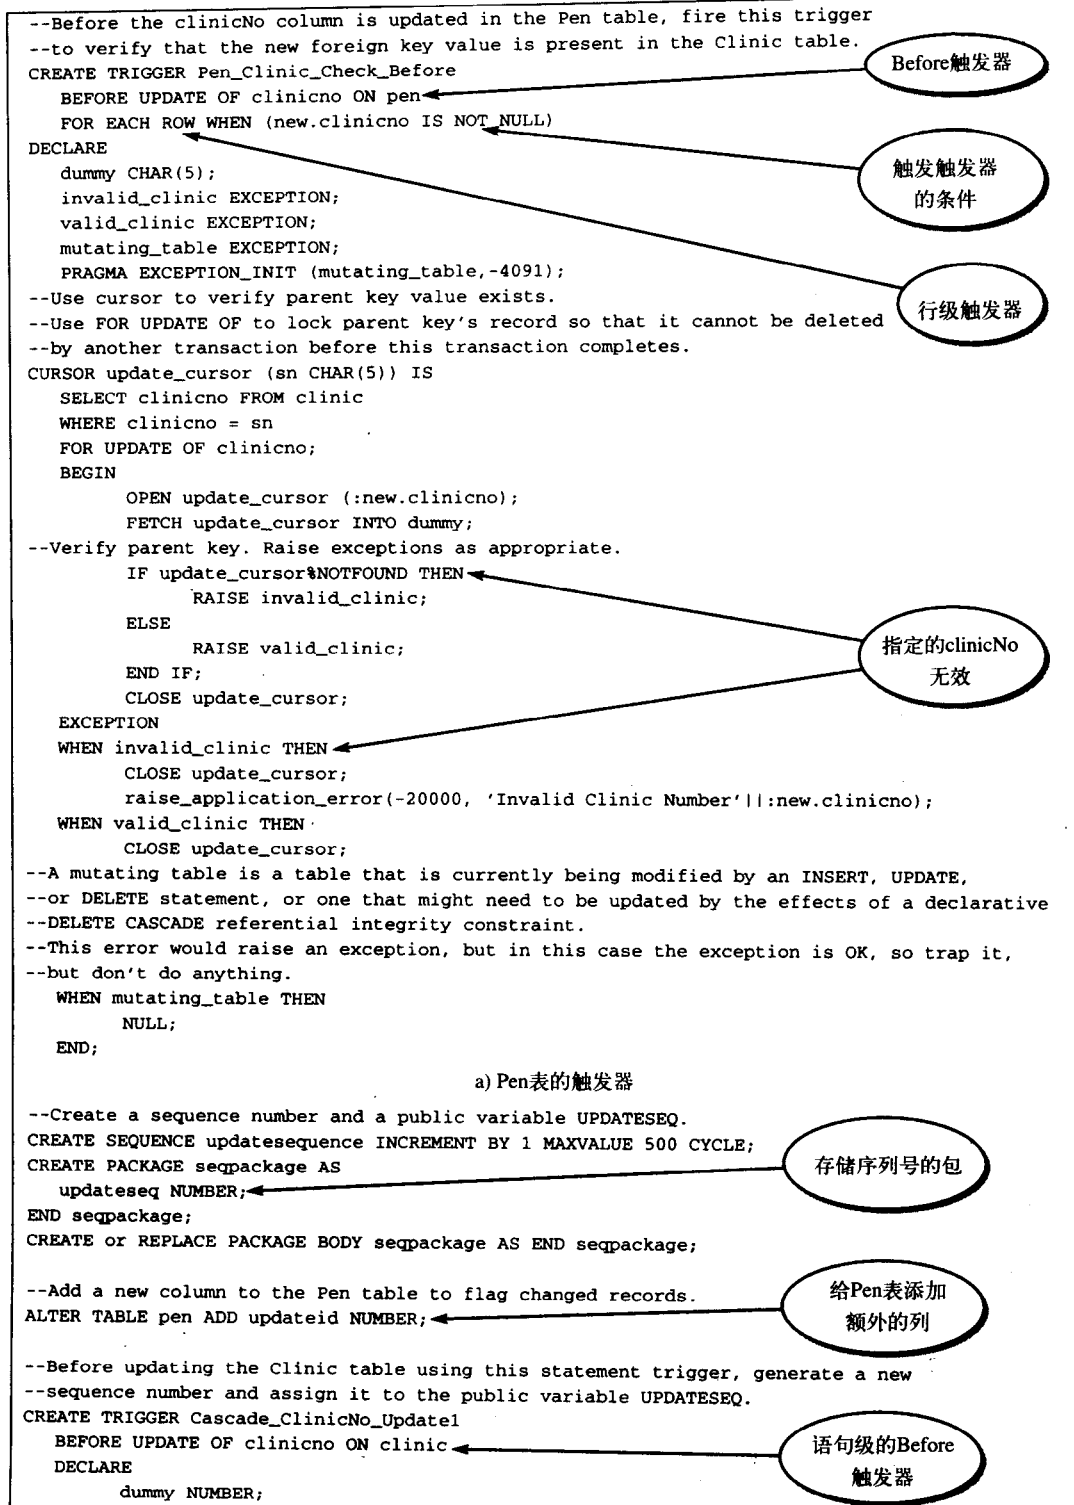 --Before the clinicNo column is updated in the Pen table, fire this trigger
--to verify that the new foreign key value is present in the Clinic table.
CREATE TRIGGER Pen_Clinic_Check_Before
Before触发器
BEFORE UPDATE OF clinicno ON pen
FOR EACH ROW WHEN (new.clinicno IS NOT NULL)
DECLARE
触发触发器
的条件
dummy CHAR(5);
invalid_clinic EXCEPTION;
valid_clinic EXCEPTION;
mutating_table EXCEPTION;
PRAGMA EXCEPTION_INIT (mutating_table,-4091);
--Use cursor to verify parent key value exists.
行级触发器
--Use FOR UPDATE OF to lock parent key's record so that it cannot be deleted
--by another transaction before this transaction completes.
CURSOR update_cursor (sn CHAR(5)) IS
SELECT clinicno FROM clinic
WHERE clinicno = sn
FOR UPDATE OF clinicno;
BEGIN
OPEN update_cursor (:new.clinicno);
FETCH update_cursor INTO dummy;
--Verify parent key. Raise exceptions as appropriate.
IF update_cursor%NOTFOUND THEN
RAISE invalid_clinic;
ELSE
RAISE valid_clinic;
指定的clinicNo
无效
END IF;
CLOSE update_cursor;
EXCEPTION
WHEN invalid_clinic THEN
CLOSE update_cursor;
raise_application_error(-20000, 'Invalid Clinic Number'||:new.clinicno);
WHEN valid_clinic THEN
CLOSE update_cursor;
--A mutating table is a table that is currently being modified by an INSERT, UPDATE,
--or DELETE statement, or one that might need to be updated by the effects of a declarative
--DELETE CASCADE referential integrity constraint.
--This error would raise an exception, but in this case the exception is OK, so trap it,
--but don't do anything.
WHEN mutating_table THEN
NULL;
END;
a) Pen表的触发器
--Create a sequence number and a public variable UPDATESEQ.
CREATE SEQUENCE updatesequence INCREMENT BY 1 MAXVALUE 500 CYCLE;
CREATE PACKAGE seqpackage AS
存储序列号的包
updateseq NUMBER;
END seqpackage;
CREATE or REPLACE PACKAGE BODY seqpackage AS END seqpackage;
--Add a new column to the Pen table to flag changed records.
给Pen表添加
额外的列
ALTER TABLE pen ADD updateid NUMBER;
--Before updating the Clinic table using this statement trigger, generate a new
--sequence number and assign it to the public variable UPDATESEQ.
CREATE TRIGGER Cascade_ClinicNo_Update1
BEFORE UPDATE OF clinicno ON clinic
语句级的Before
触发器
DECLARE
dummy NUMBER;